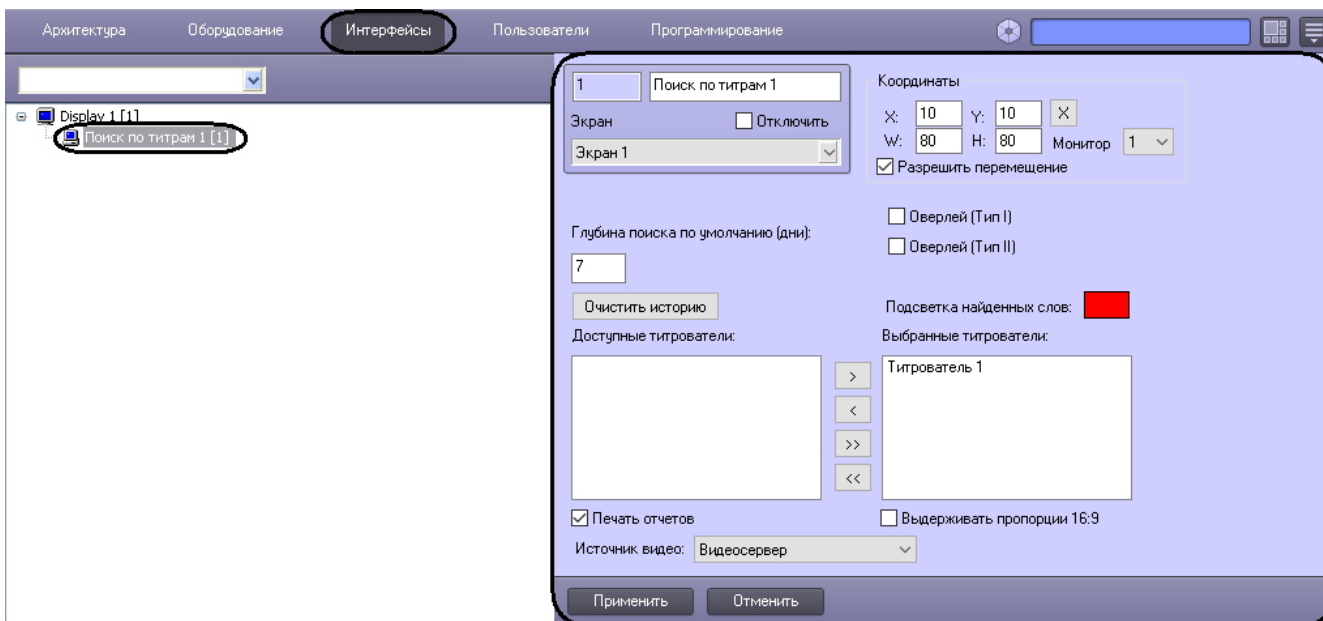 Архитектура Оборудование Интерфейсы Пользователи Программирование
Display 1 [1]
Поиск по титрам 1 [1]
1 Поиск по титрам 1
Экран Отключить
Экран 1
Координаты
X: 10 Y: 10 X
W: 80 H: 80 Монитор 1
Разрешить перемещение
Оверлей (Тип I)
Глубина поиска по умолчанию (дни):
Оверлей (Тип II)
7
Очистить историю Подсветка найденных слов:
Доступные титрователи: Выбранные титрователи:
Титрователь 1
>
<
>>
<<
Печать отчетов Выдерживать пропорции 16:9
Источник видео: Видеосервер
Применить Отменить